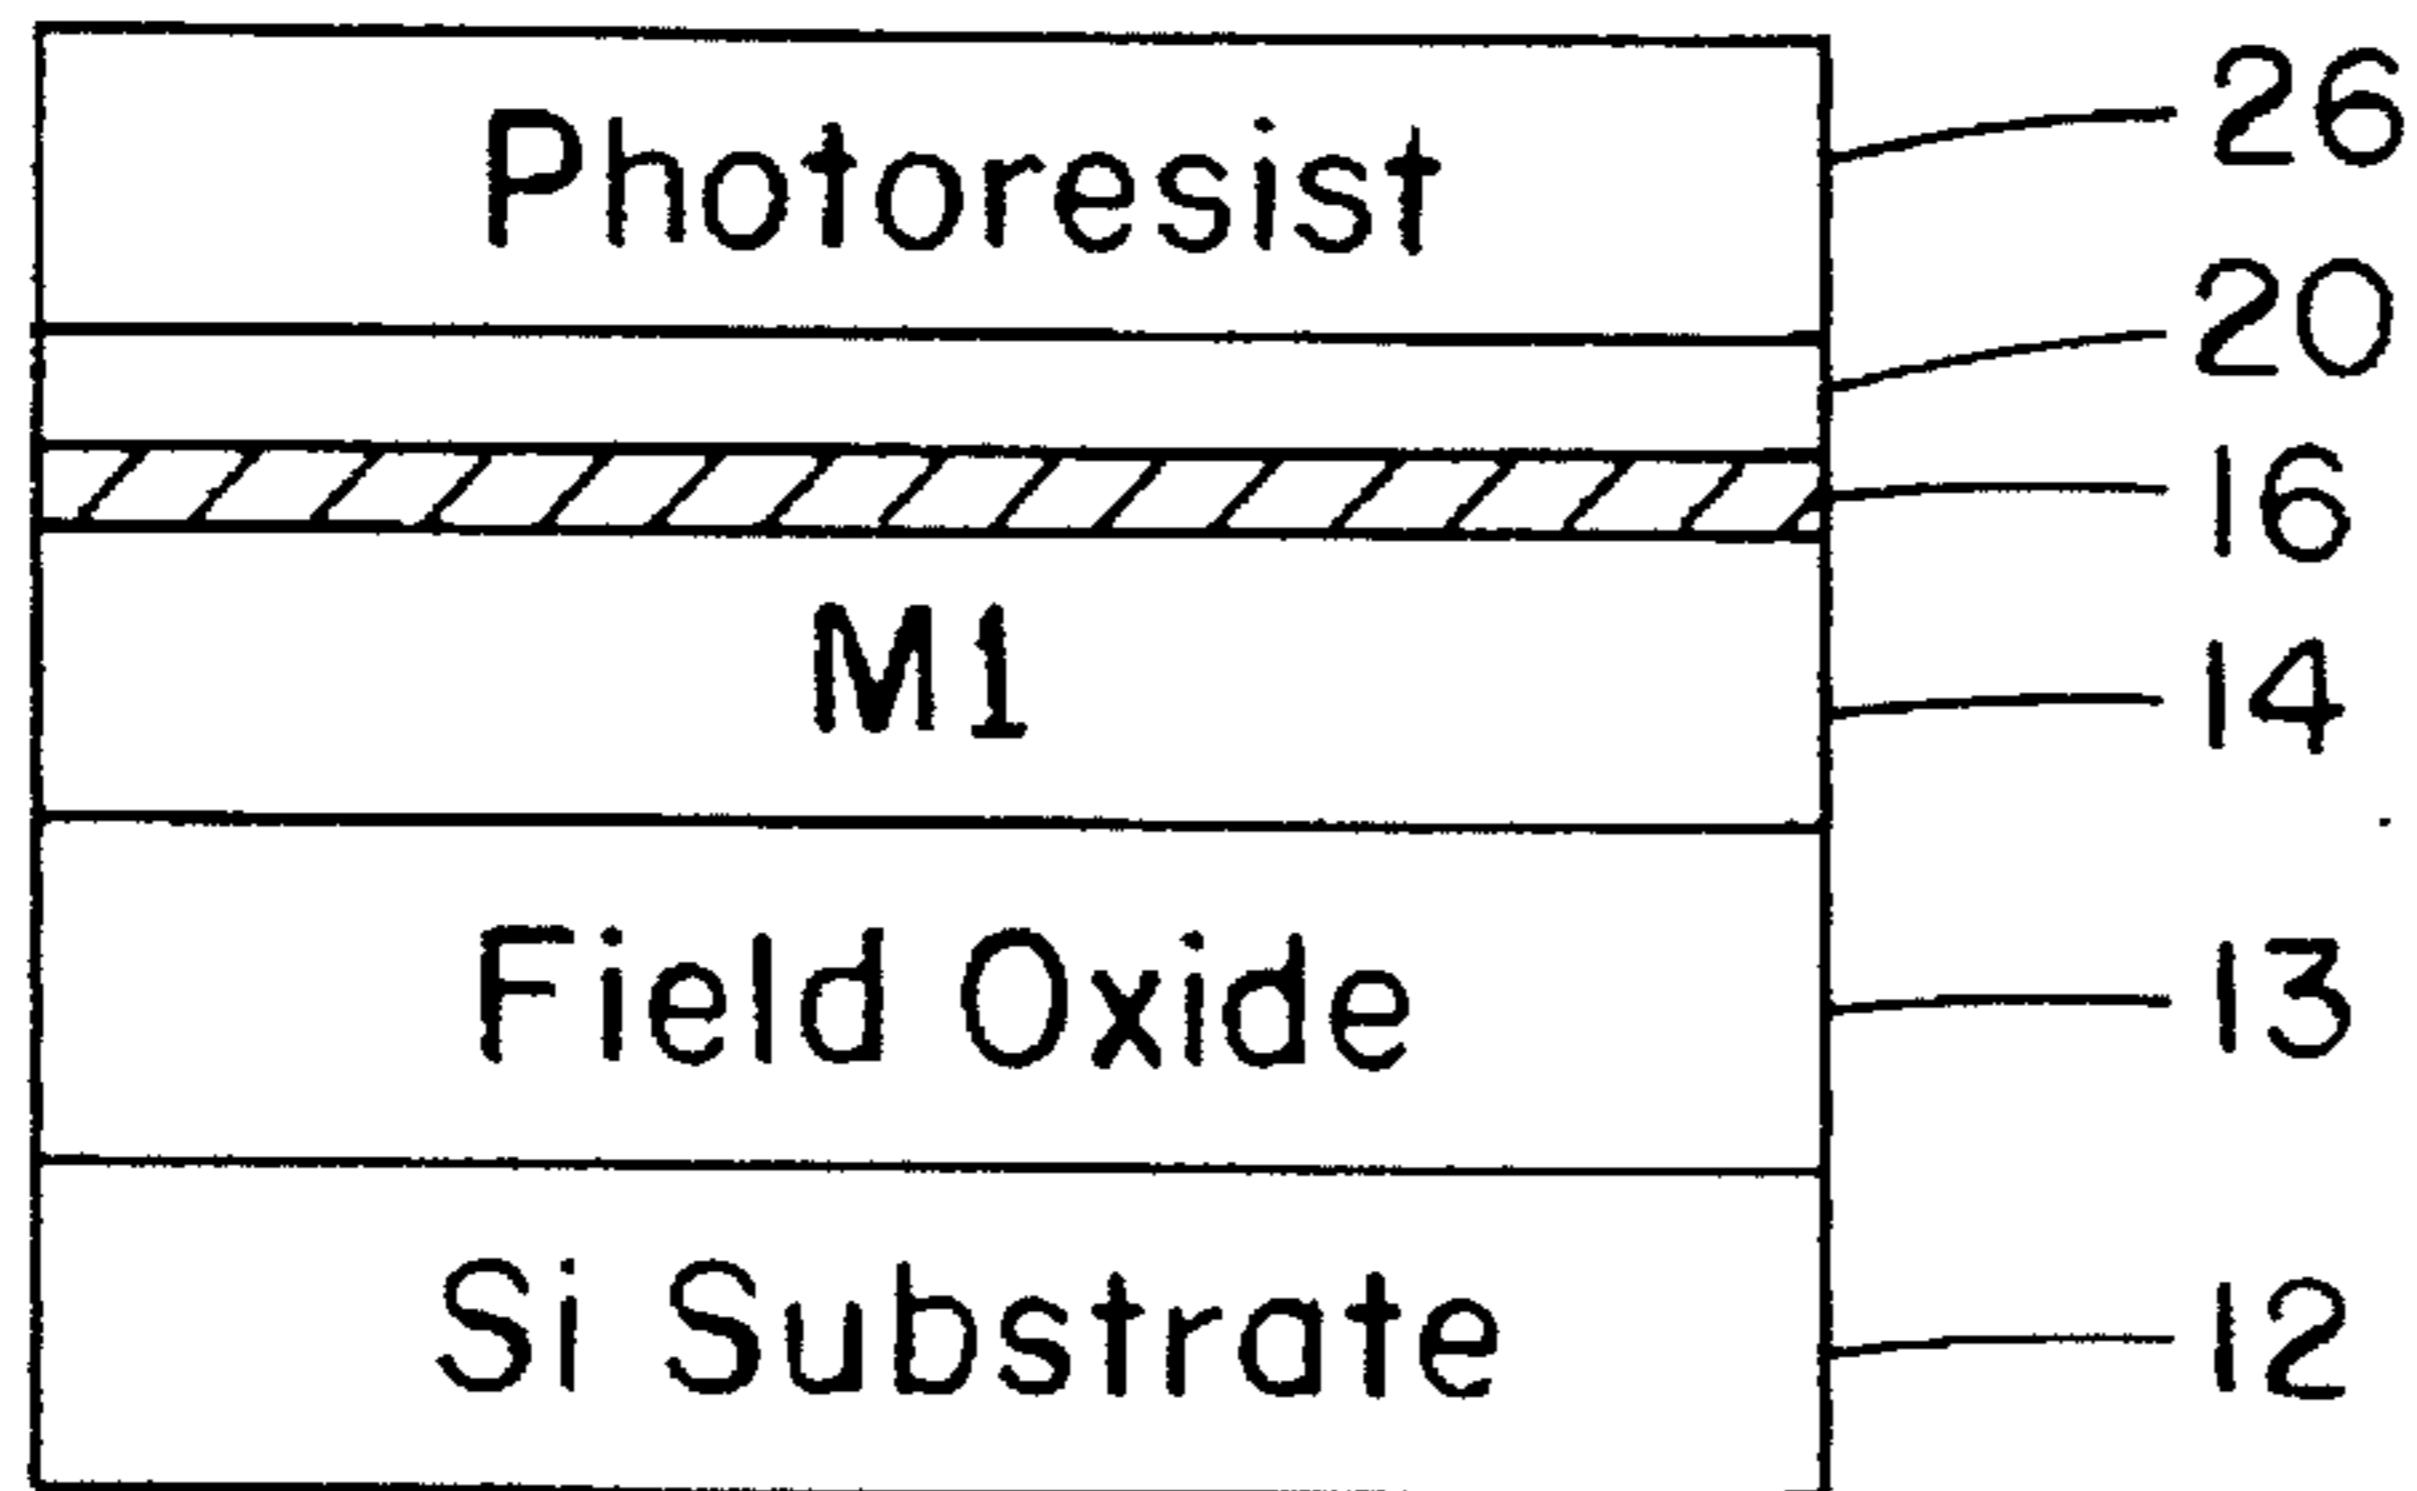 Photoresist 26
20
16
M1 14
Field Oxide 13
Si Substrate 12